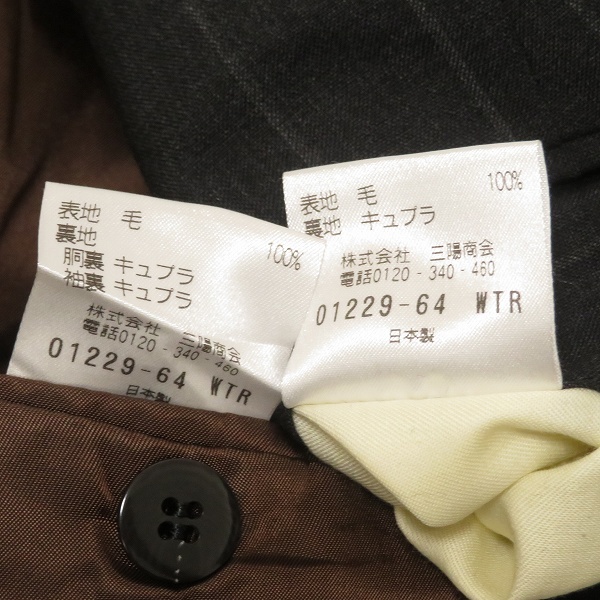 表地 毛 100%
裏地
胴裏 キュプラ
袖裏 キュプラ
株式会社 三陽商会
電話0120-340-460
01229-64 WTR
日本製
表地 毛 100%
裏地 キュプラ
株式会社 三陽商会
電話0120-340-460
01229-64 WTR
日本製